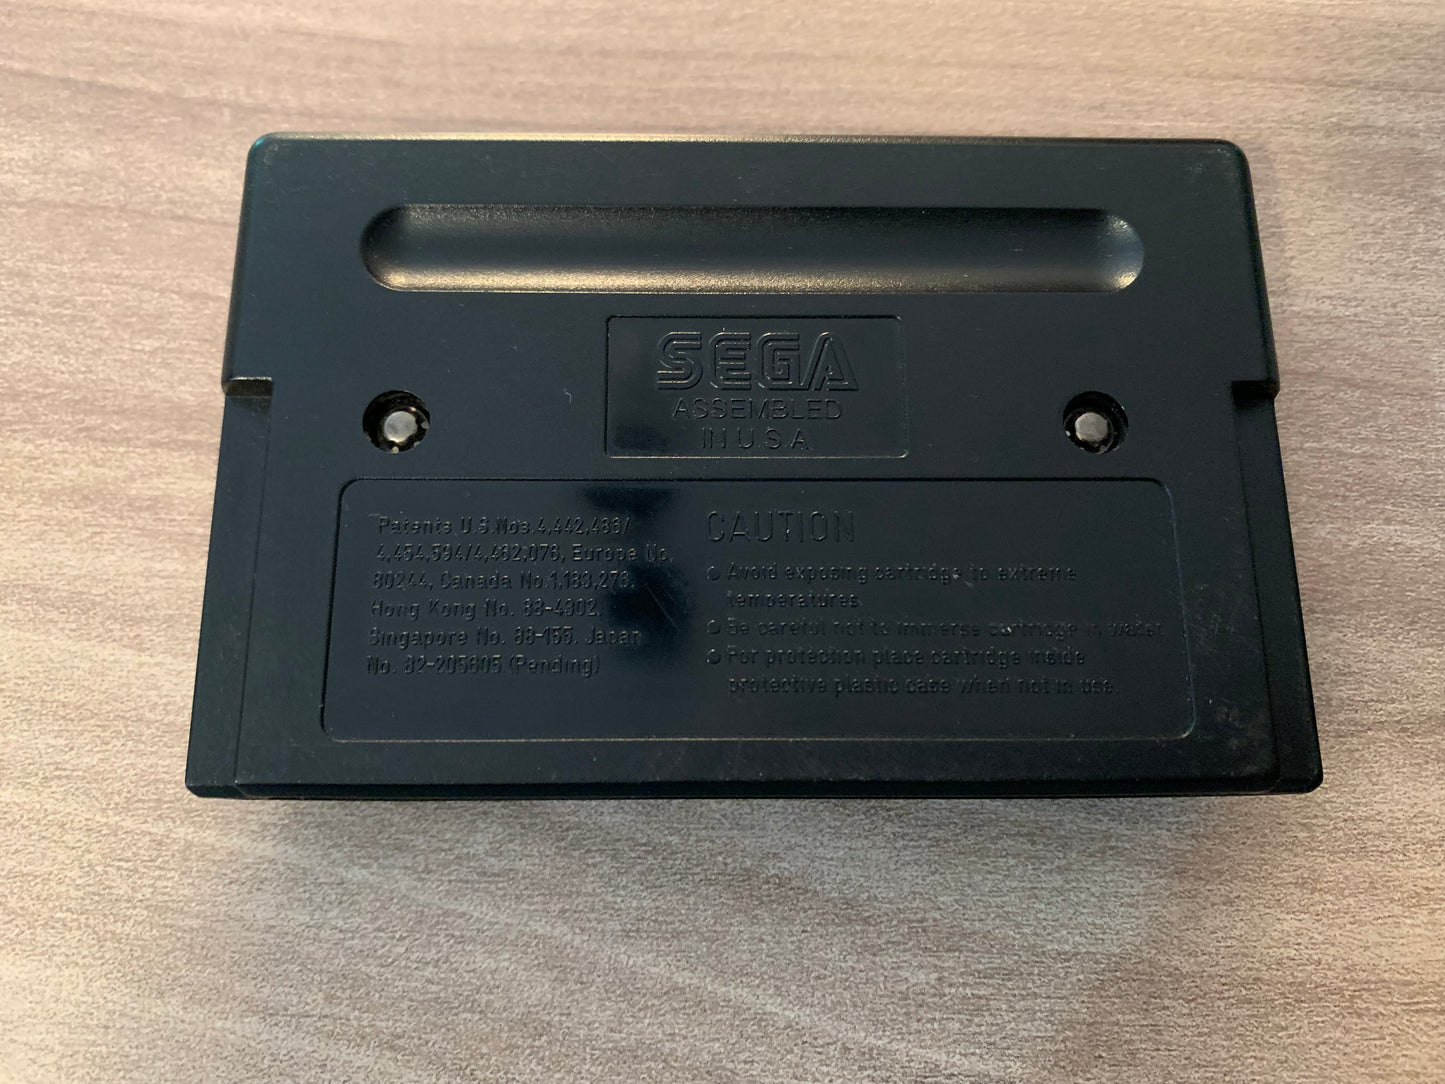 SEGA
ASSEMBLED
IN U.S.A.
Patents U.S.Nos.4,442,486/
4,454,594/4,462,076, Europe No.
80244, Canada No.1,183,276,
Hong Kong No. 88-4302,
Singapore No. 88-155, Japan
No. 82-205605 (Pending)
CAUTION
Avoid exposing cartridge to extreme
temperatures.
Be careful not to immerse cartridge in water.
For protection place cartridge inside
protective plastic case when not in use.